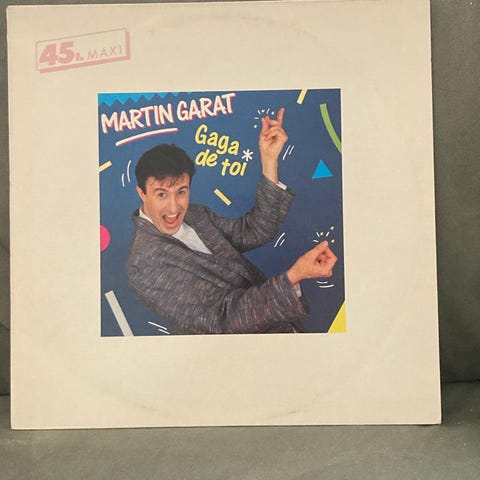 45t. MAXI
MARTIN GARAT
Gaga
de toi*